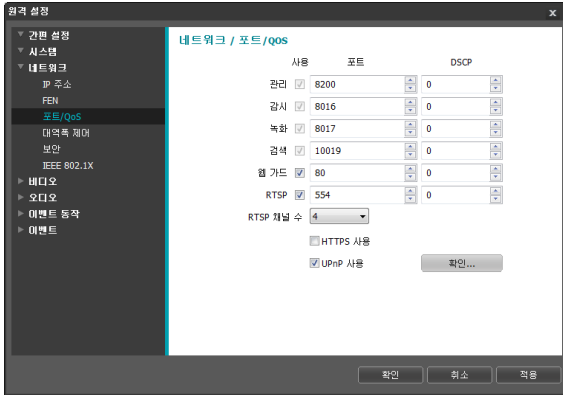 원격 설정
x
간편 설정
시스템
네트워크
IP 주소
FEN
포트/QoS
대역폭 제어
보안
IEEE 802.1X
비디오
오디오
이벤트 동작
이벤트
네트워크 / 포트/QoS
사용 포트 DSCP
관리 8200 0
감시 8016 0
녹화 8017 0
검색 10019 0
웹 가드 80 0
RTSP 554 0
RTSP 채널 수 4
HTTPS 사용
UPnP 사용 확인...
확인 취소 적용